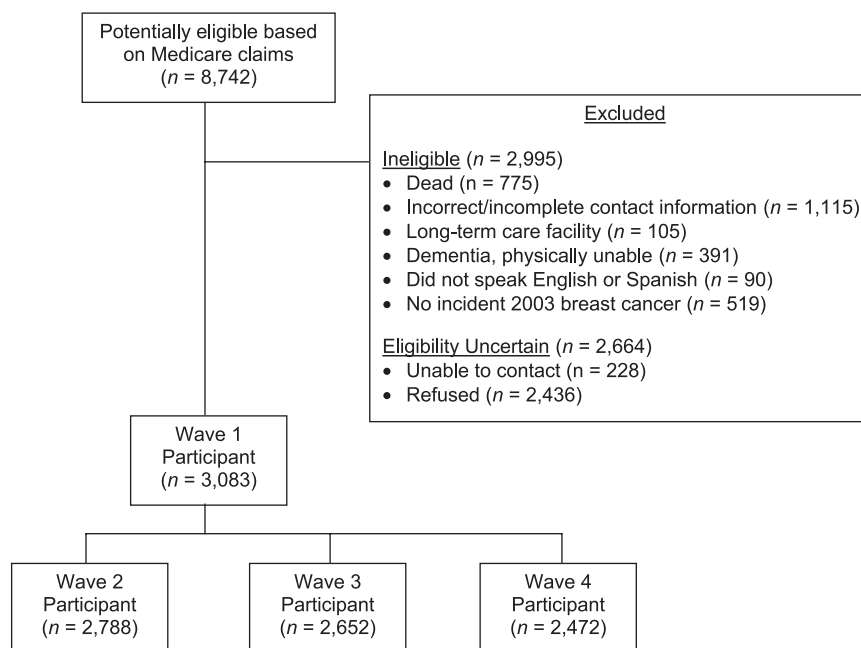 Potentially eligible based
on Medicare claims
(n = 8,742)
Excluded
Ineligible (n = 2,995)
• Dead (n = 775)
• Incorrect/incomplete contact information (n = 1,115)
• Long-term care facility (n = 105)
• Dementia, physically unable (n = 391)
• Did not speak English or Spanish (n = 90)
• No incident 2003 breast cancer (n = 519)
Eligibility Uncertain (n = 2,664)
• Unable to contact (n = 228)
• Refused (n = 2,436)
Wave 1
Participant
(n = 3,083)
Wave 2
Participant
(n = 2,788)
Wave 3
Participant
(n = 2,652)
Wave 4
Participant
(n = 2,472)